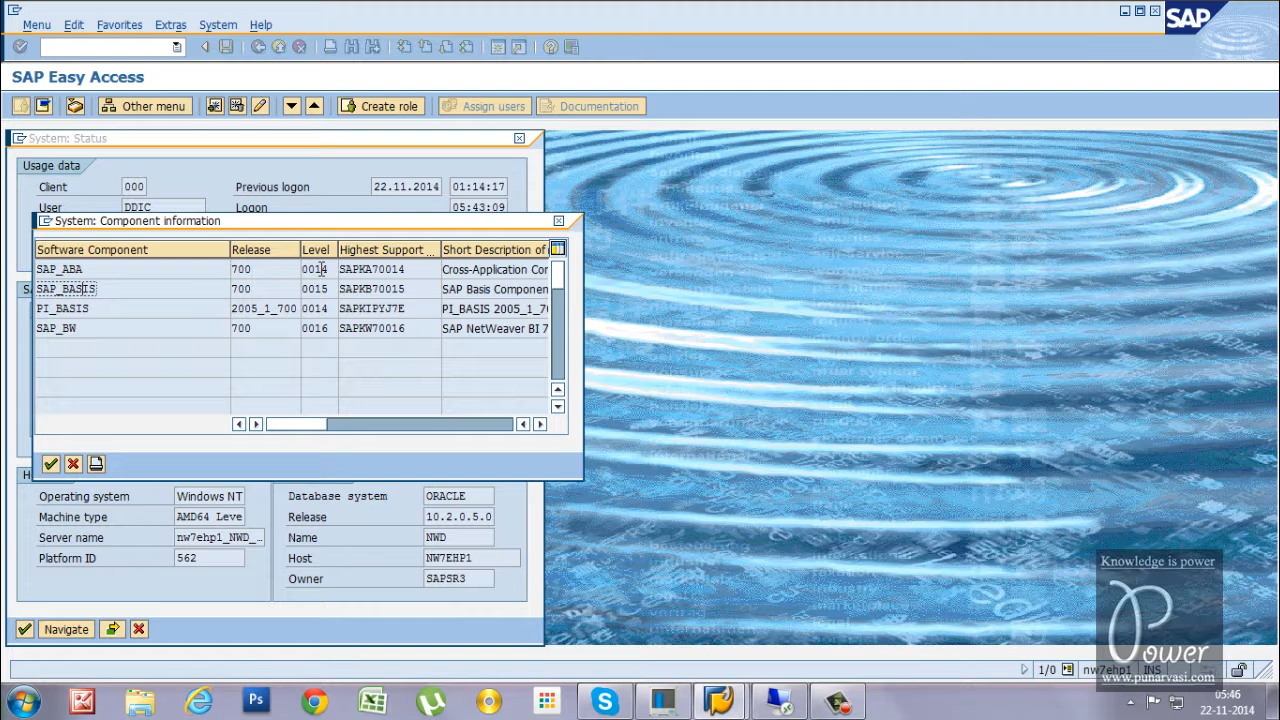 Menu Edit Favorites Extras System Help
SAP
SAP Easy Access
Other menu Create role Assign users Documentation
System: Status
Usage data
Client 000 Previous logon 22.11.2014 01:14:17
User DDIC Logon 05:43:09
System: Component information
Software Component Release Level Highest Support ... Short Description of
SAP_ABA 700 0014 SAPKA70014 Cross-Application Cor
SAP_BASIS 700 0015 SAPKB70015 SAP Basis Componen
PI_BASIS 2005_1_700 0014 SAPKIPYJ7E PI_BASIS 2005_1_70
SAP_BW 700 0016 SAPKW70016 SAP NetWeaver BI 7
Operating system Windows NT Database system ORACLE
Machine type AMD64 Leve Release 10.2.0.5.0
Server name nw7ehp1_NWD_... Name NWD
Platform ID 562 Host NW7EHP1
Owner SAPSR3
Navigate
Knowledge is power
Power
www.punarvasi.com
1/0 nw7ehp1 INS
Ps
05:46
22-11-2014